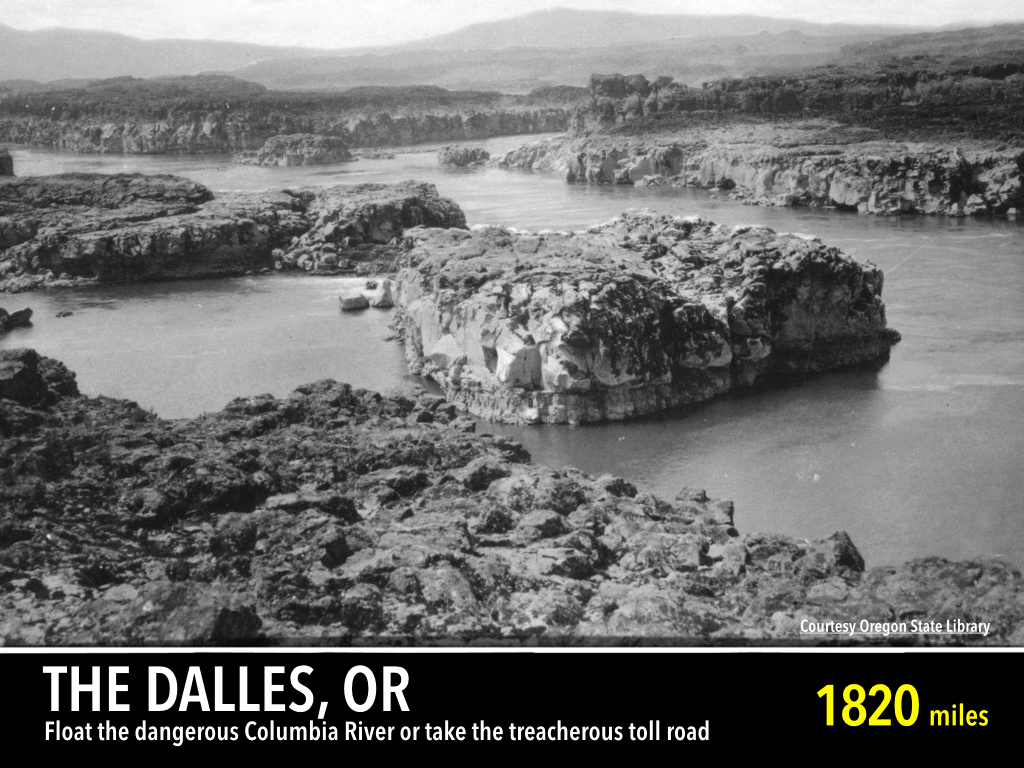 Courtesy Oregon State Library
THE DALLES, OR
Float the dangerous Columbia River or take the treacherous toll road
1820 miles